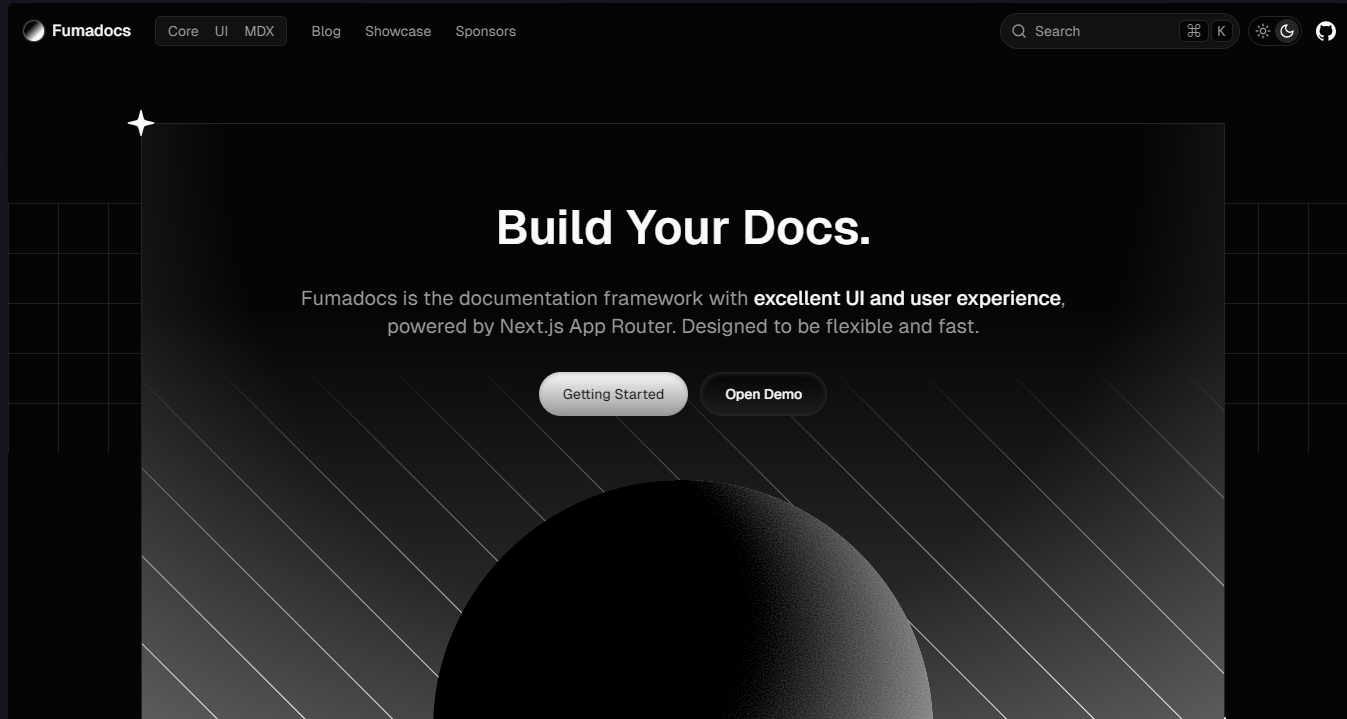 Fumadocs Core UI MDX Blog Showcase Sponsors Search ⌘ K
Build Your Docs.
Fumadocs is the documentation framework with excellent UI and user experience,
powered by Next.js App Router. Designed to be flexible and fast.
Getting Started Open Demo